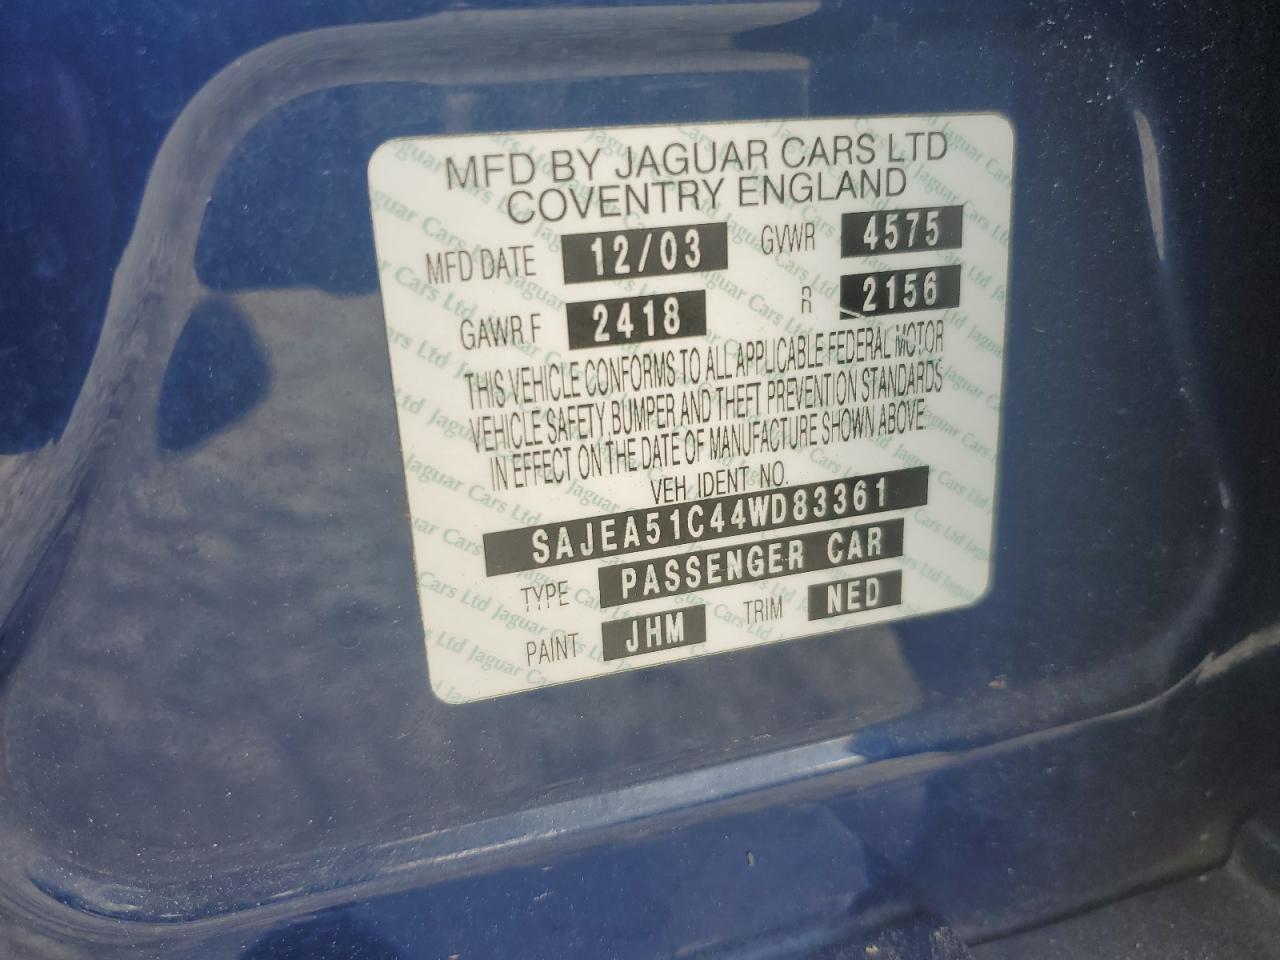 MFD BY JAGUAR CARS LTD
COVENTRY ENGLAND
MFD DATE 12/03 GVWR 4575
GAWR F 2418 R 2156
THIS VEHICLE CONFORMS TO ALL APPLICABLE FEDERAL MOTOR
VEHICLE SAFETY, BUMPER AND THEFT PREVENTION STANDARDS
IN EFFECT ON THE DATE OF MANUFACTURE SHOWN ABOVE
VEH. IDENT NO.
SAJEA51C44WD83361
TYPE PASSENGER CAR
PAINT JHM TRIM NED